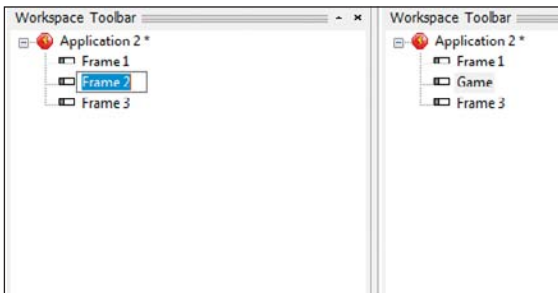 Workspace Toolbar
Application 2 *
Frame 1
Frame 2
Frame 3
Workspace Toolbar
Application 2 *
Frame 1
Game
Frame 3